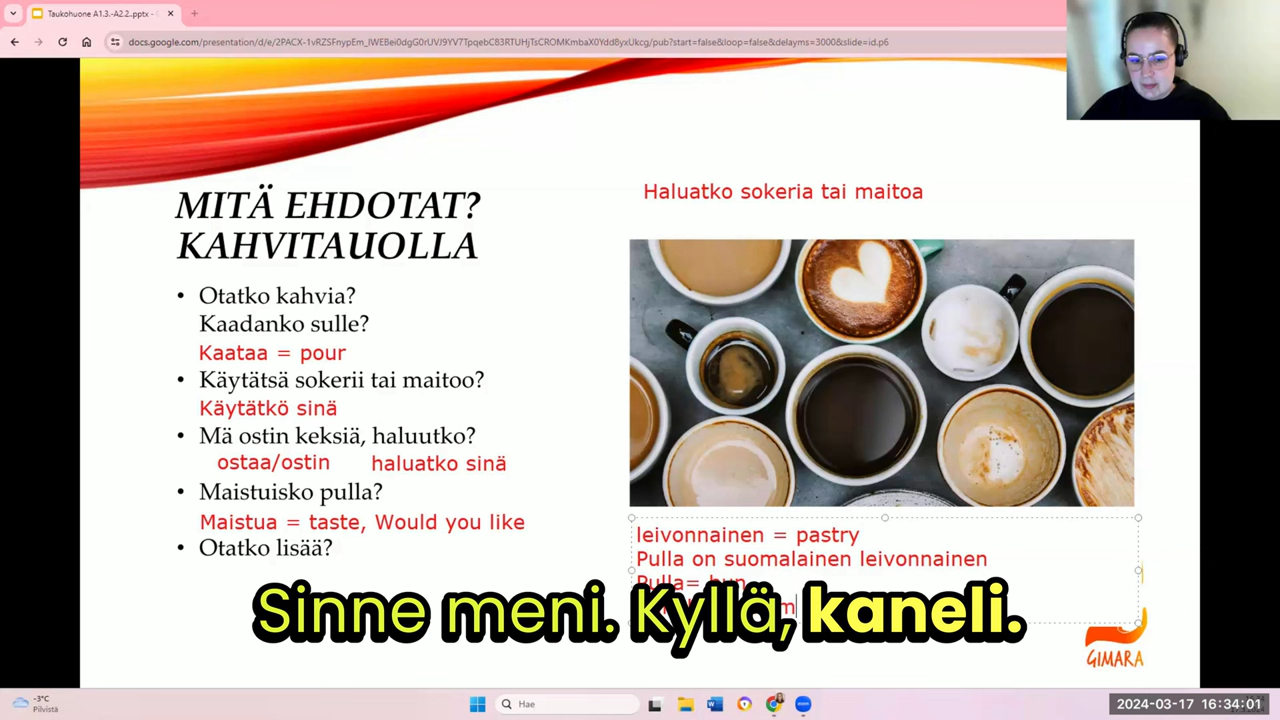 Taukohuone A1.3.-A2.2..pptx -
docs.google.com/presentation/d/e/2PACX-1vRZSFnypEm_lWEBei0dgG0rUVJ9YV7TpqebC83RTUHjTsCROMKmbaX0Ydd8yxUkcg/pub?start=false&loop=false&delayms=3000&slide=id.p6
MITÄ EHDOTAT?
KAHVITAUOLLA
Haluatko sokeria tai maitoa
• Otatko kahvia?
Kaadanko sulle?
Kaataa = pour
• Käytätsä sokerii tai maitoo?
Käytätkö sinä
• Mä ostin keksiä, haluutko?
ostaa/ostin haluatko sinä
• Maistuisko pulla?
Maistua = taste, Would you like
• Otatko lisää?
leivonnainen = pastry
Pulla on suomalainen leivonnainen
Pulla= bun
Sinne meni. Kyllä, kaneli.
GIMARA
-3°C
Pilvistä
Hae
2024-03-17 16:34:01